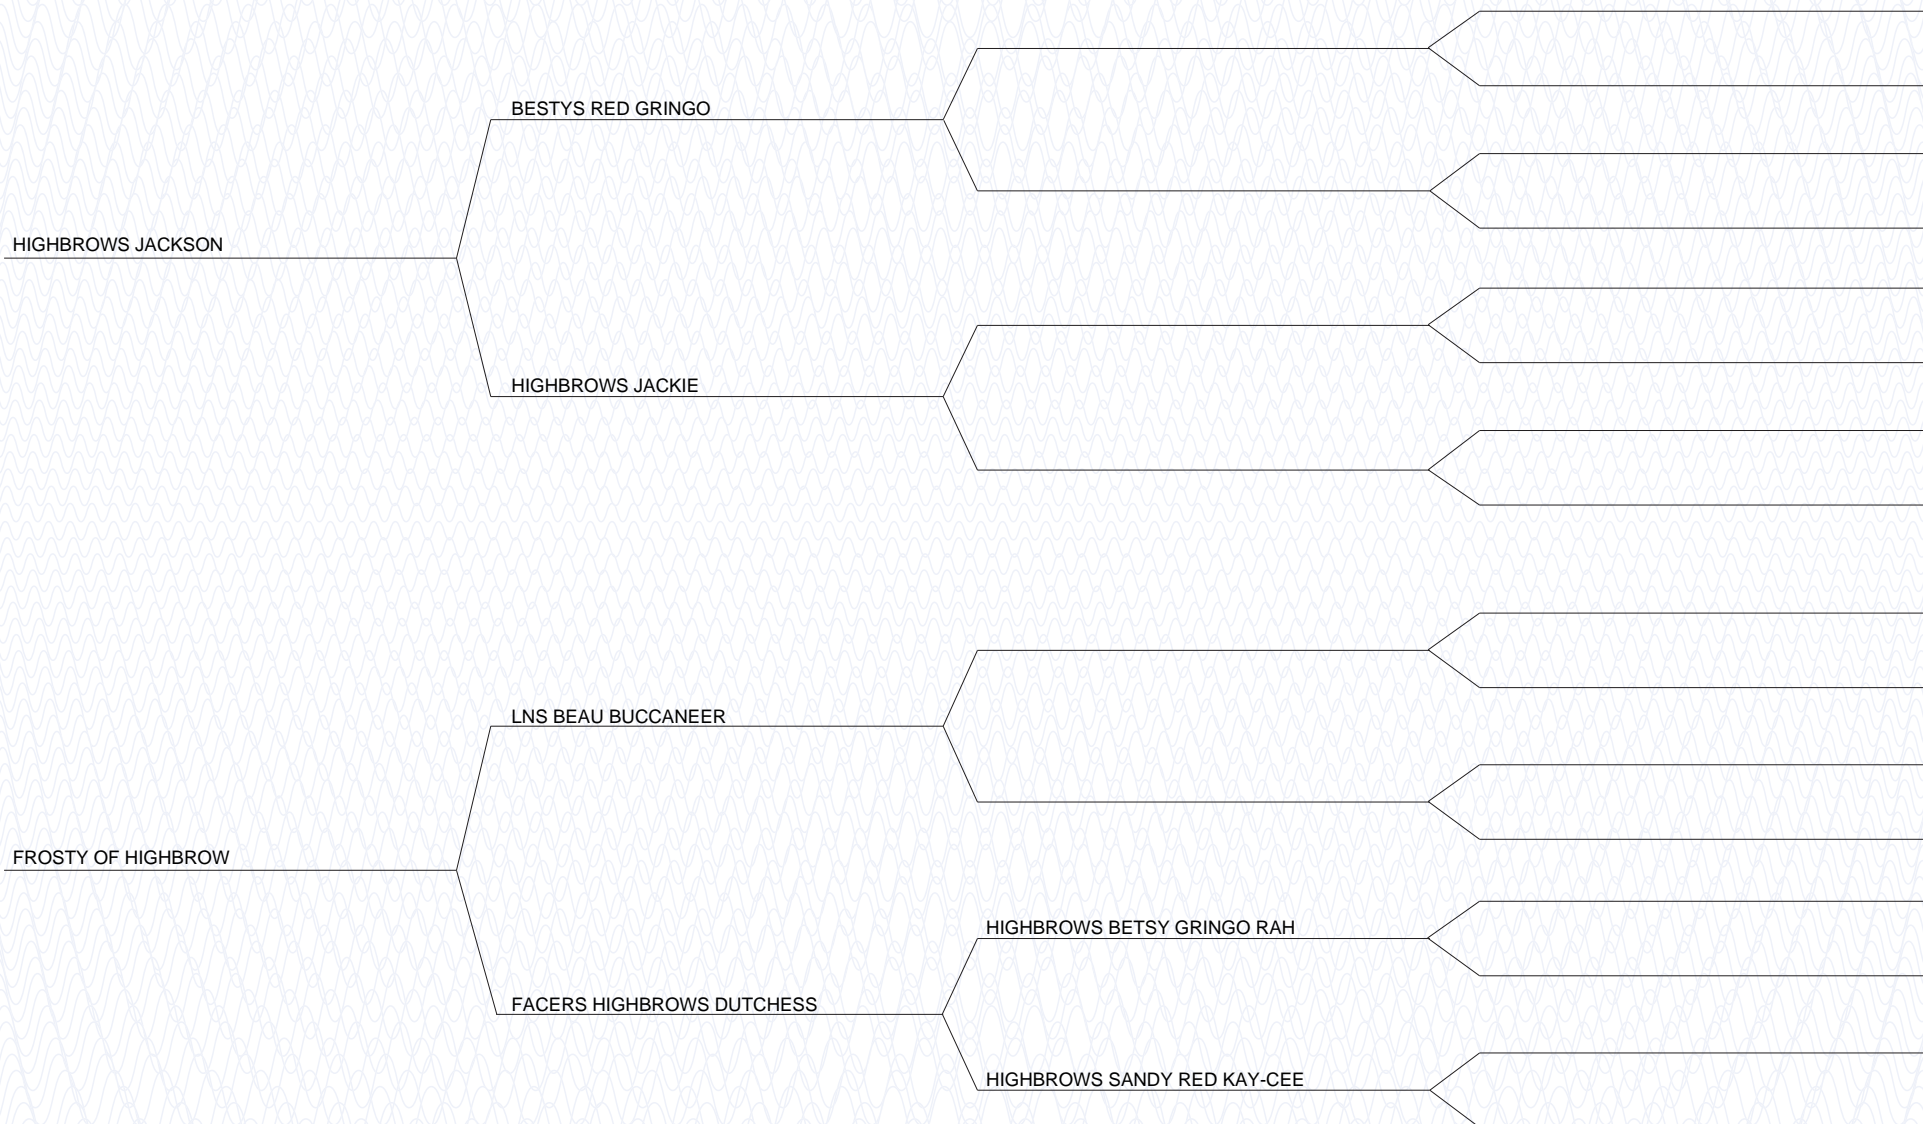 BESTYS RED GRINGO
HIGHBROWS JACKSON
HIGHBROWS JACKIE
LNS BEAU BUCCANEER
FROSTY OF HIGHBROW
HIGHBROWS BETSY GRINGO RAH
FACERS HIGHBROWS DUTCHESS
HIGHBROWS SANDY RED KAY-CEE